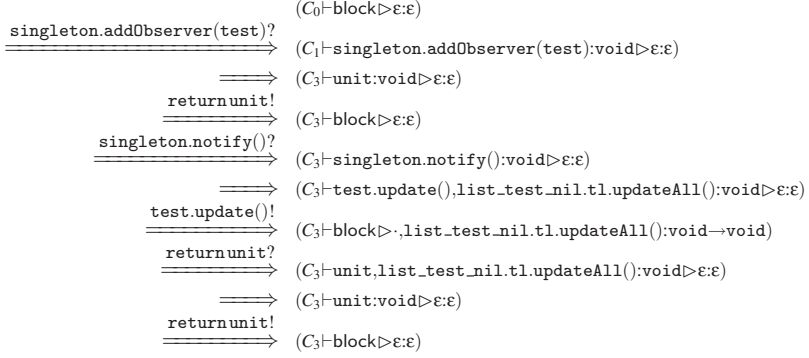 (C₀⊢block▷ε:ε)
singleton.addObserver(test)?
⟹ (C₁⊢singleton.addObserver(test):void▷ε:ε)
⟹ (C₃⊢unit:void▷ε:ε)
returnunit!
⟹ (C₃⊢block▷ε:ε)
singleton.notify()?
⟹ (C₃⊢singleton.notify():void▷ε:ε)
⟹ (C₃⊢test.update(),list_test_nil.tl.updateAll():void▷ε:ε)
test.update()!
⟹ (C₃⊢block▷·,list_test_nil.tl.updateAll():void→void)
returnunit?
⟹ (C₃⊢unit,list_test_nil.tl.updateAll():void▷ε:ε)
⟹ (C₃⊢unit:void▷ε:ε)
returnunit!
⟹ (C₃⊢block▷ε:ε)